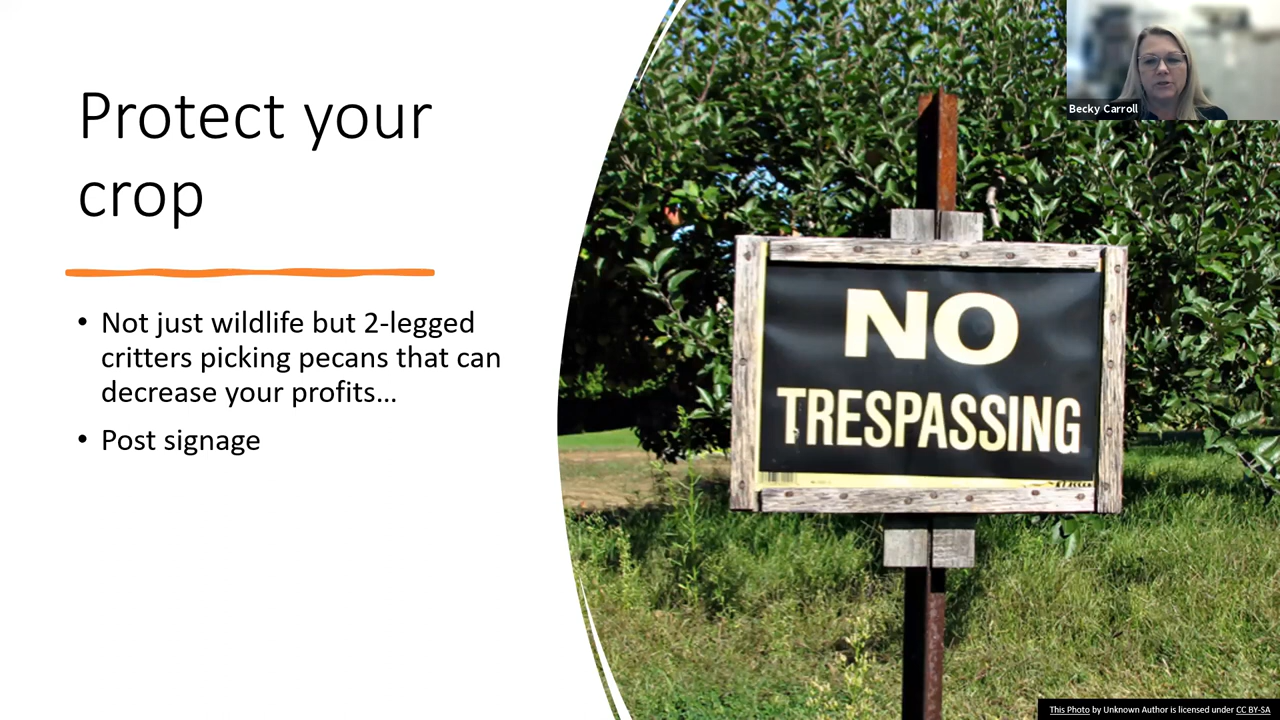 Protect your
crop
• Not just wildlife but 2-legged
critters picking pecans that can
decrease your profits…
• Post signage
Becky Carroll
NO
TRESPASSING
This Photo by Unknown Author is licensed under CC BY-SA